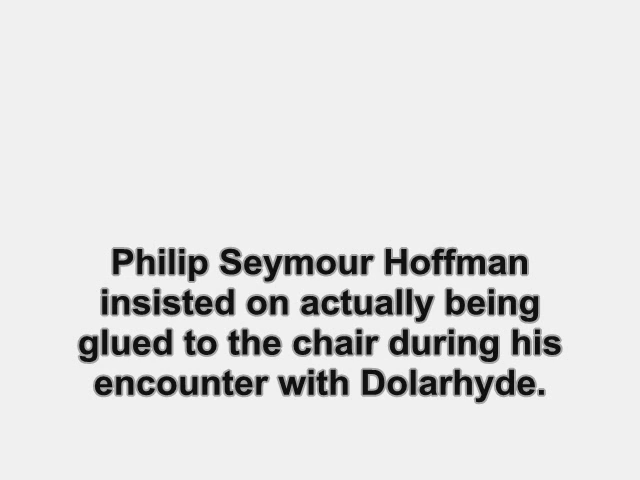 Philip Seymour Hoffman
insisted on actually being
glued to the chair during his
encounter with Dolarhyde.